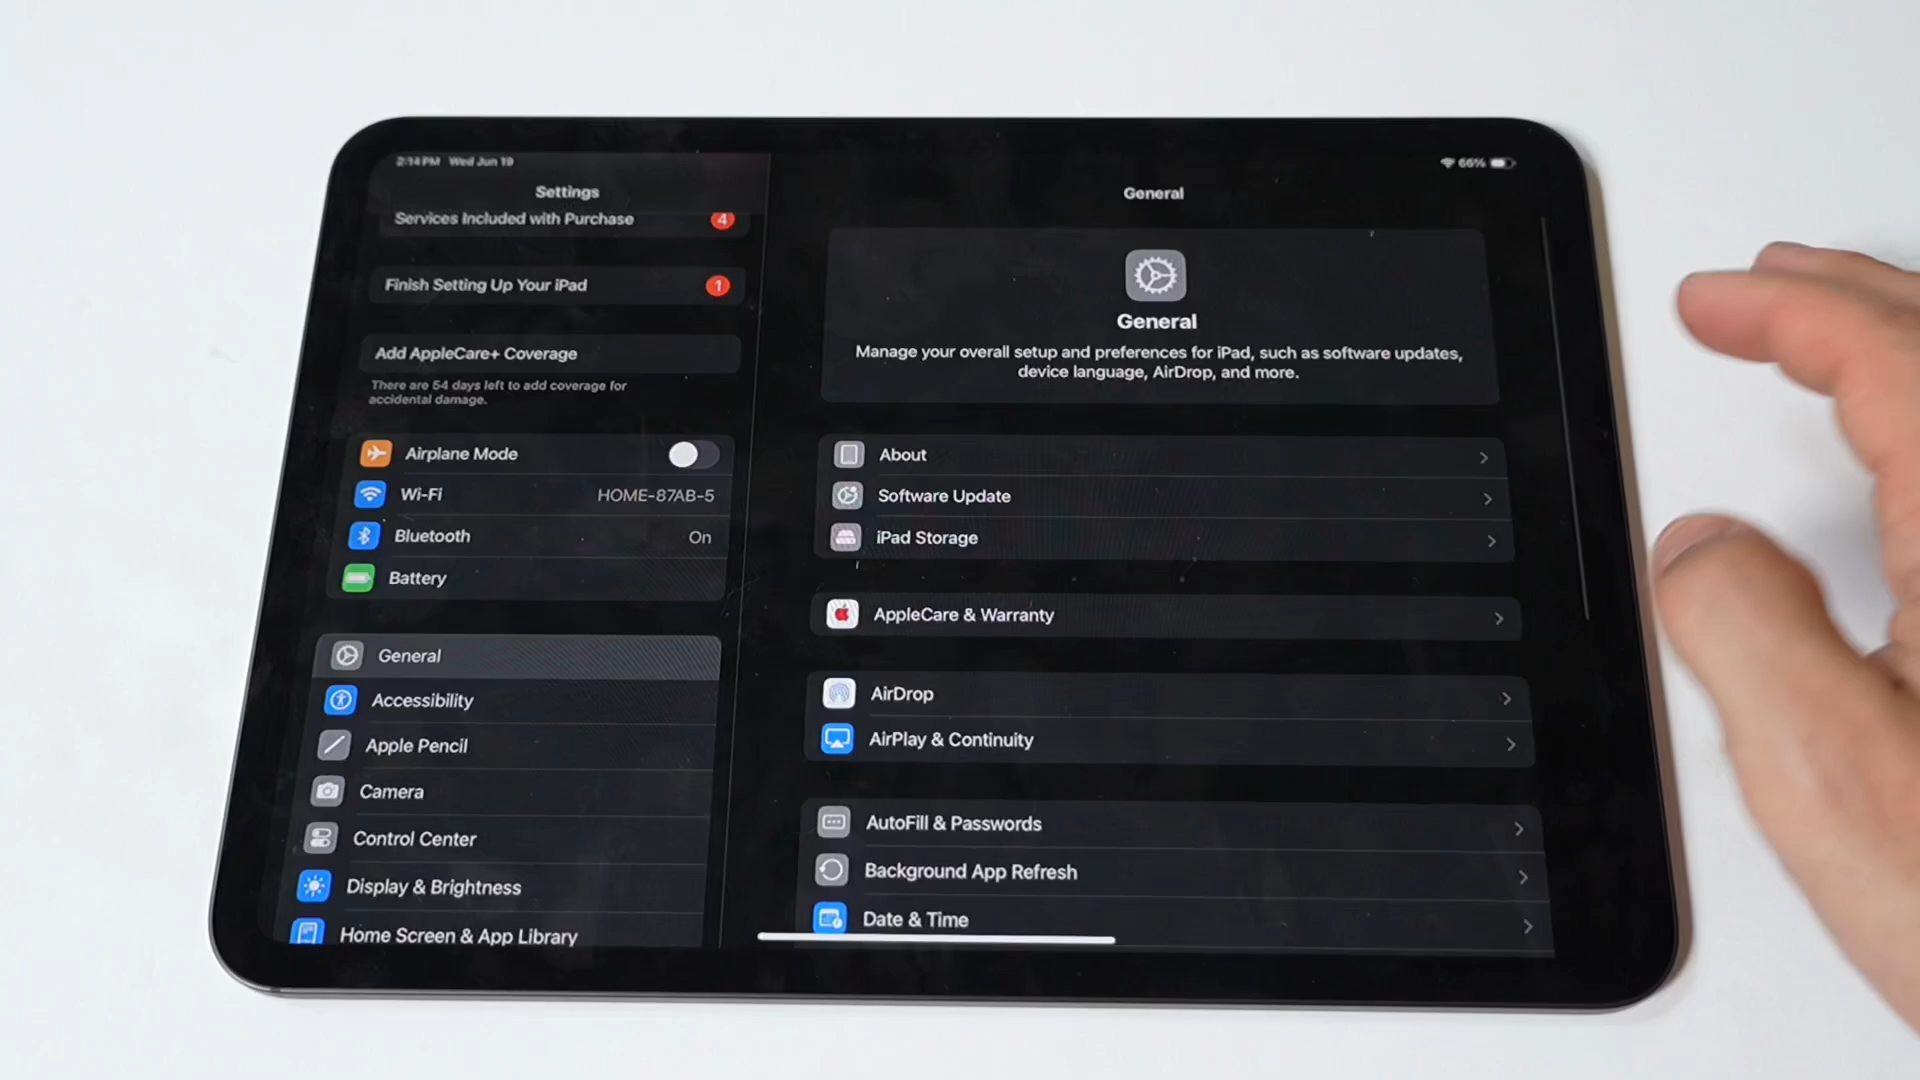 2:14 PM Wed Jun 19
66%
Settings
Services Included with Purchase 4
Finish Setting Up Your iPad 1
Add AppleCare+ Coverage
There are 54 days left to add coverage for
accidental damage.
Airplane Mode
Wi-Fi HOME-87AB-5
Bluetooth On
Battery
General
Accessibility
Apple Pencil
Camera
Control Center
Display & Brightness
Home Screen & App Library
General
General
Manage your overall setup and preferences for iPad, such as software updates,
device language, AirDrop, and more.
About
Software Update
iPad Storage
AppleCare & Warranty
AirDrop
AirPlay & Continuity
AutoFill & Passwords
Background App Refresh
Date & Time